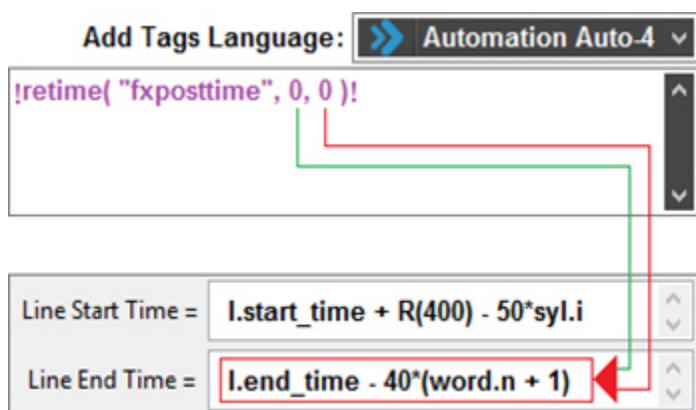 Add Tags Language: Automation Auto-4
!retime( "fxposttime", 0, 0 )!
Line Start Time = l.start_time + R(400) - 50*syl.i
Line End Time = l.end_time - 40*(word.n + 1)